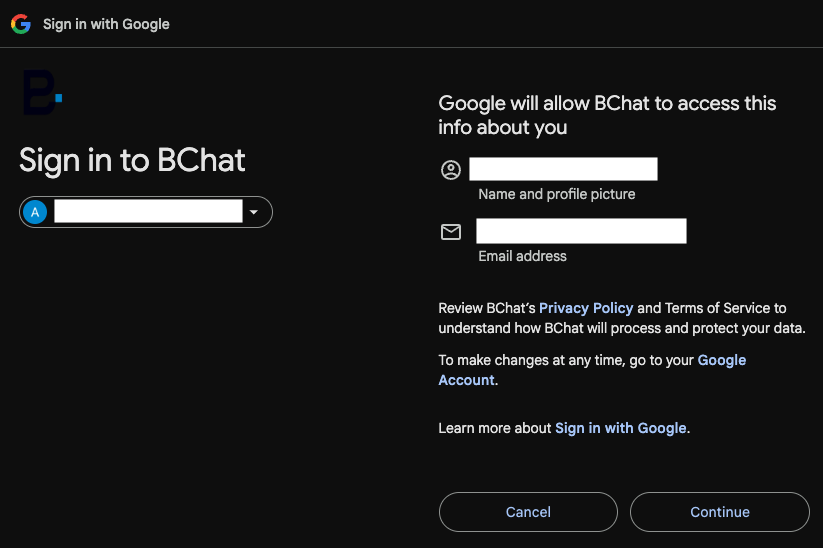 Sign in with Google
B.
Sign in to BChat
A
Google will allow BChat to access this
info about you
Name and profile picture
Email address
Review BChat's Privacy Policy and Terms of Service to
understand how BChat will process and protect your data.
To make changes at any time, go to your Google
Account.
Learn more about Sign in with Google.
Cancel
Continue